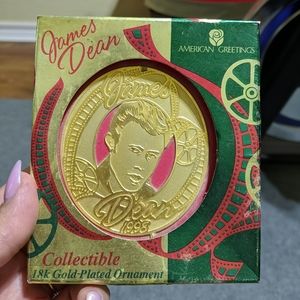 James
Dean
AMERICAN GREETINGS
James
Dean
1995
Collectible
18k Gold-Plated Ornament